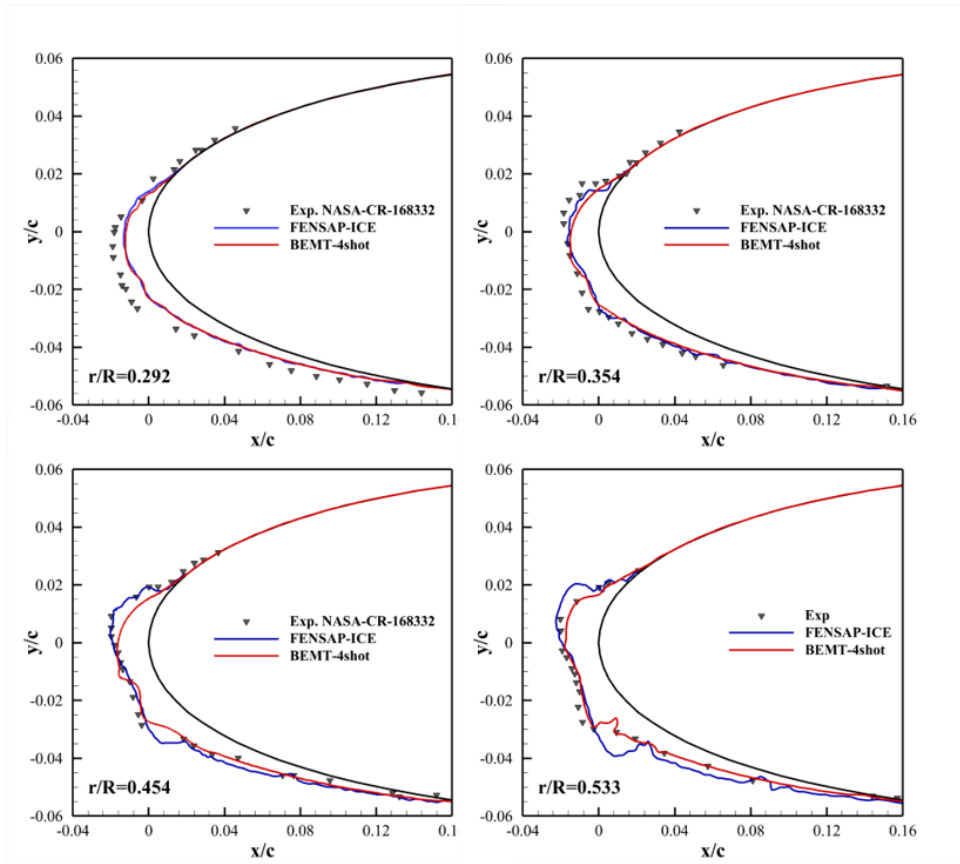 0.06
0.04
0.02
0
-0.02
-0.04
-0.06
y/c
-0.04 0 0.04 0.08 0.12 0.16
x/c
Exp. NASA-CR-168332
FENSAP-ICE
BEMT-4shot
r/R=0.292
0.06
0.04
0.02
0
-0.02
-0.04
-0.06
y/c
-0.04 0 0.04 0.08 0.12 0.16
x/c
Exp. NASA-CR-168332
FENSAP-ICE
BEMT-4shot
r/R=0.354
0.06
0.04
0.02
0
-0.02
-0.04
-0.06
y/c
-0.04 0 0.04 0.08 0.12 0.16
x/c
Exp. NASA-CR-168332
FENSAP-ICE
BEMT-4shot
r/R=0.454
0.06
0.04
0.02
0
-0.02
-0.04
-0.06
y/c
-0.04 0 0.04 0.08 0.12 0.16
x/c
Exp
FENSAP-ICE
BEMT-4shot
r/R=0.533